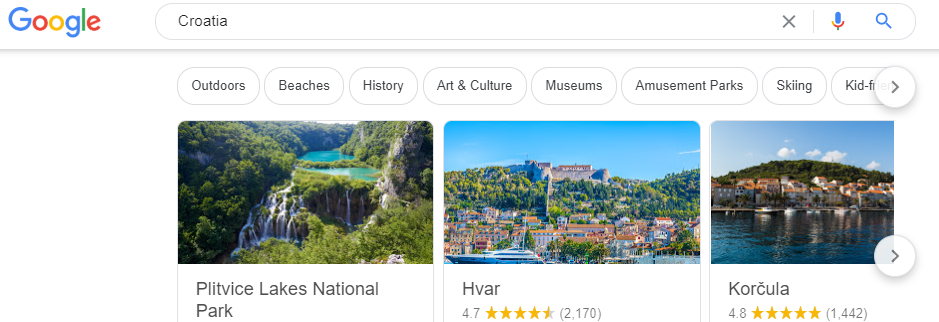 Google
Croatia
Outdoors
Beaches
History
Art & Culture
Museums
Amusement Parks
Skiing
Plitvice Lakes National
Park
Hvar
4.7 (2,170)
Korčula
4.8 (1,442)